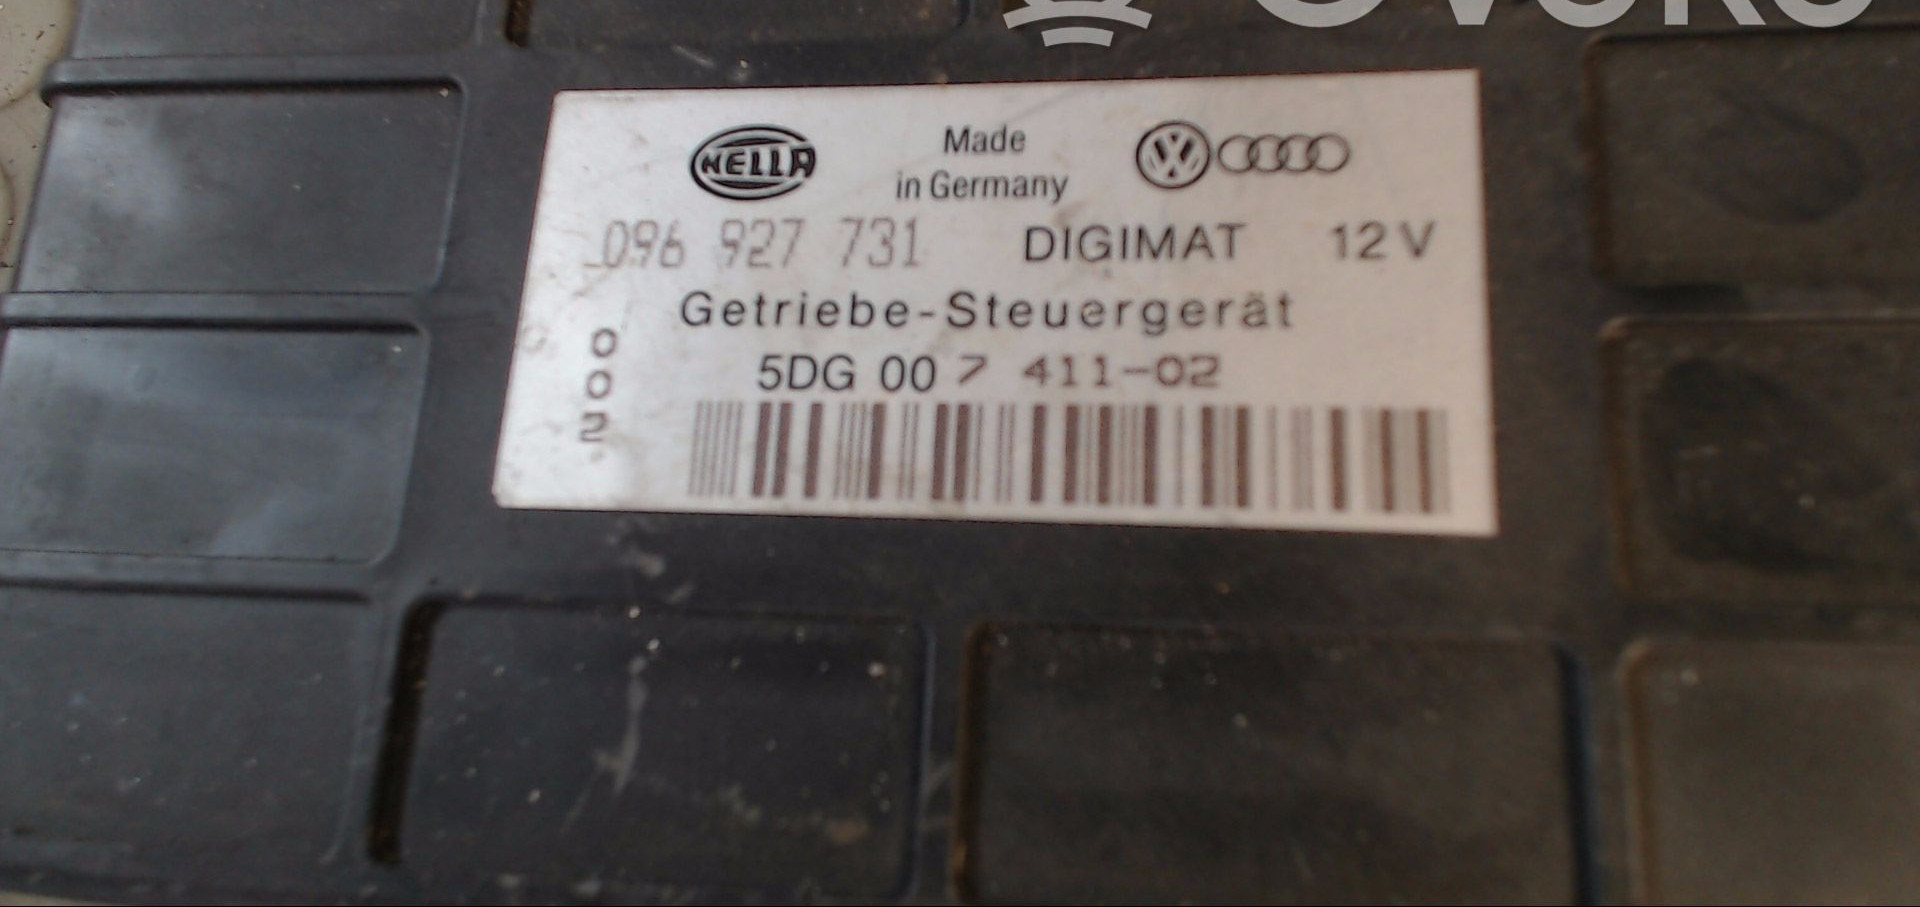 HELLA
Made
in Germany
096 927 731 DIGIMAT 12V
Getriebe-Steuergerät
5DG 007 411-02
002